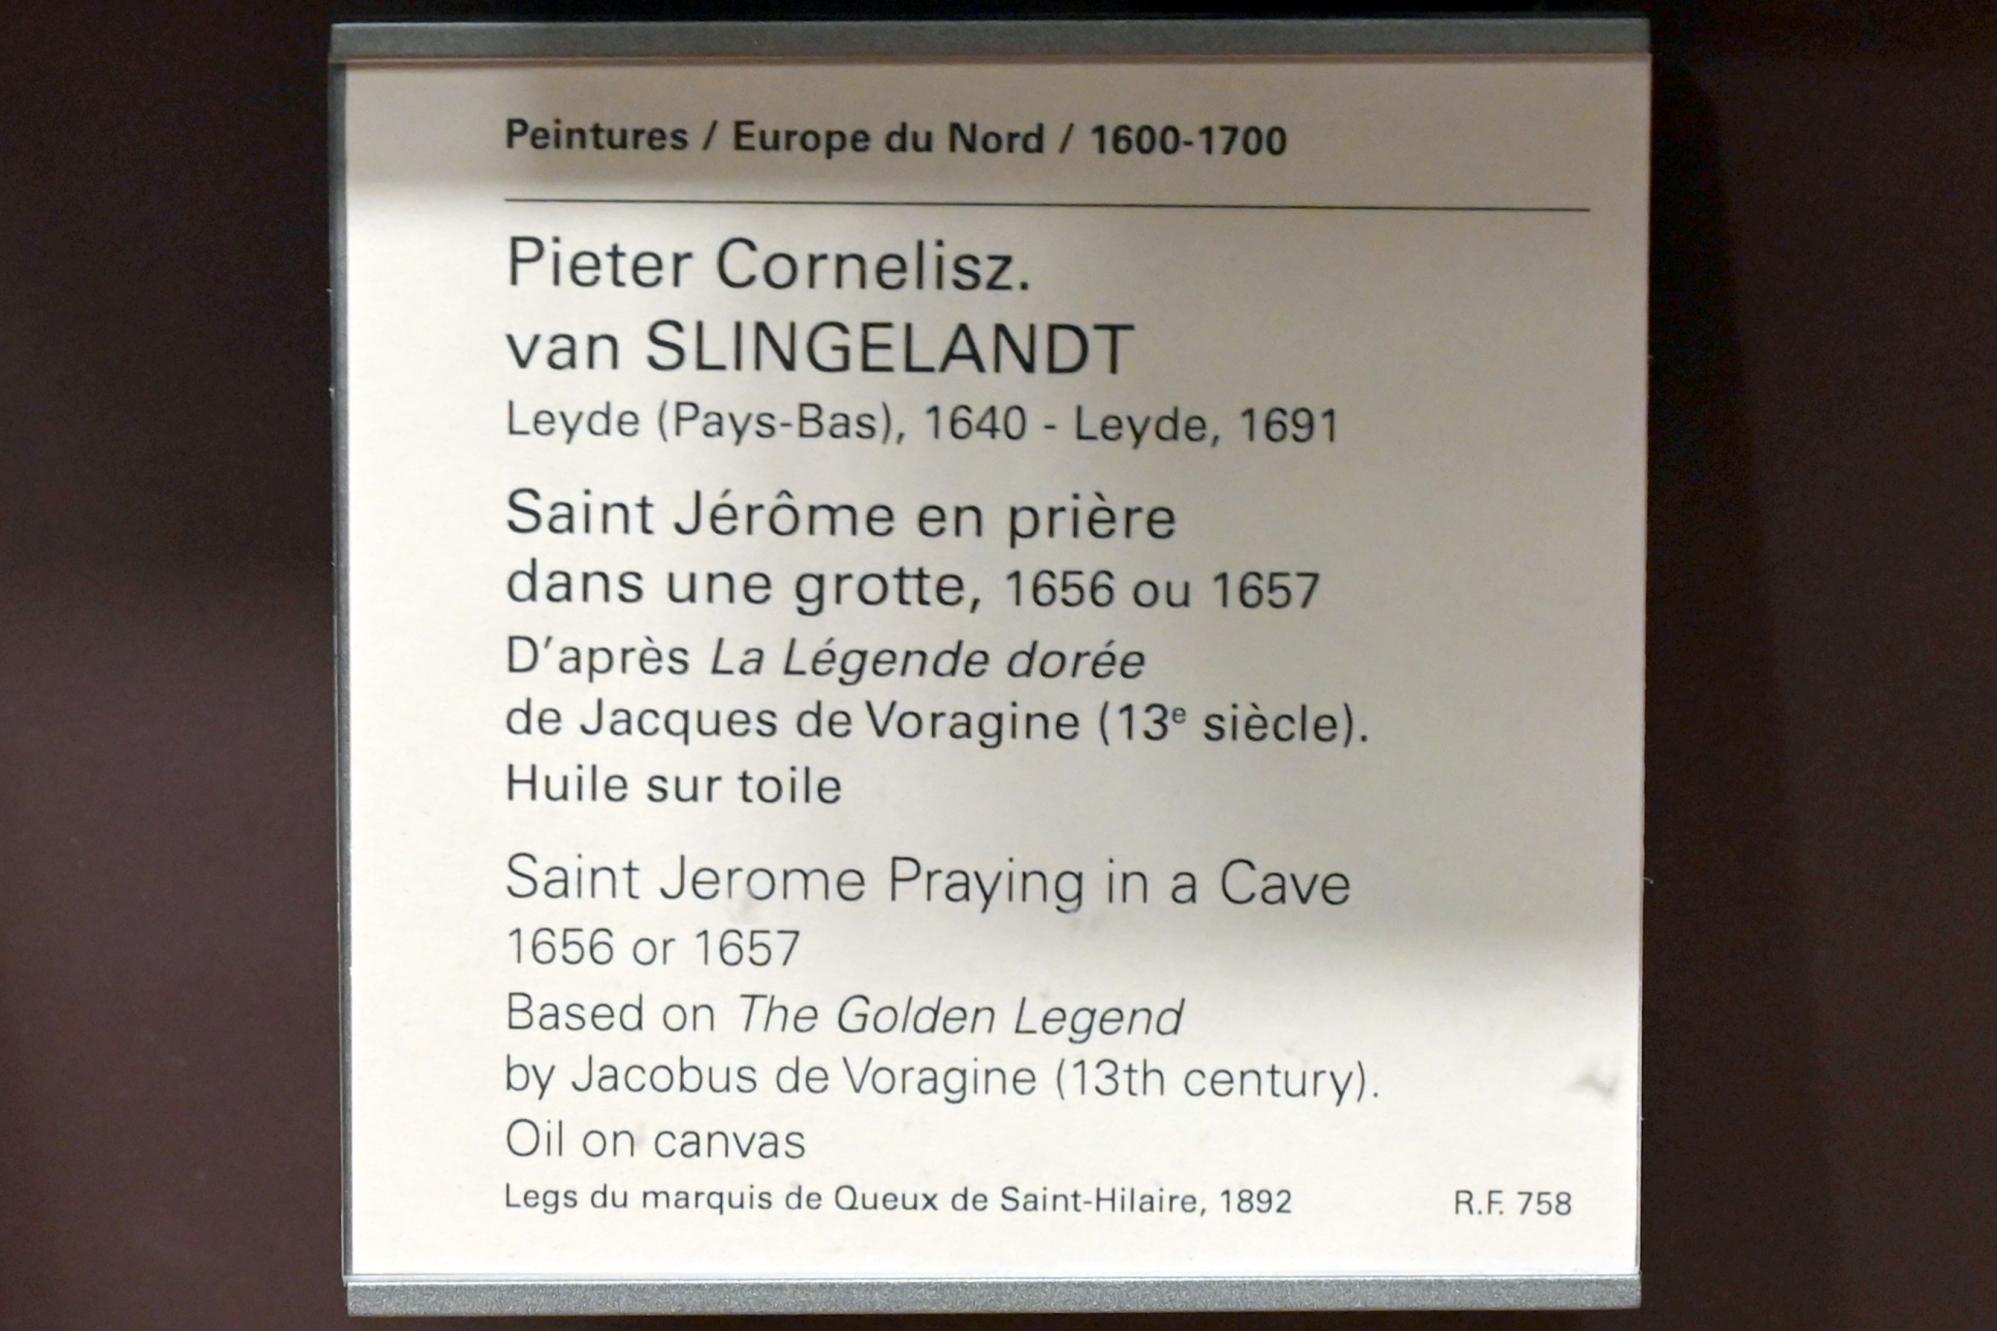 Peintures / Europe du Nord / 1600-1700
Pieter Cornelisz.
van SLINGELANDT
Leyde (Pays-Bas), 1640 - Leyde, 1691
Saint Jérôme en prière
dans une grotte, 1656 ou 1657
D'après La Légende dorée
de Jacques de Voragine (13e siècle).
Huile sur toile
Saint Jerome Praying in a Cave
1656 or 1657
Based on The Golden Legend
by Jacobus de Voragine (13th century).
Oil on canvas
Legs du marquis de Queux de Saint-Hilaire, 1892 R.F. 758